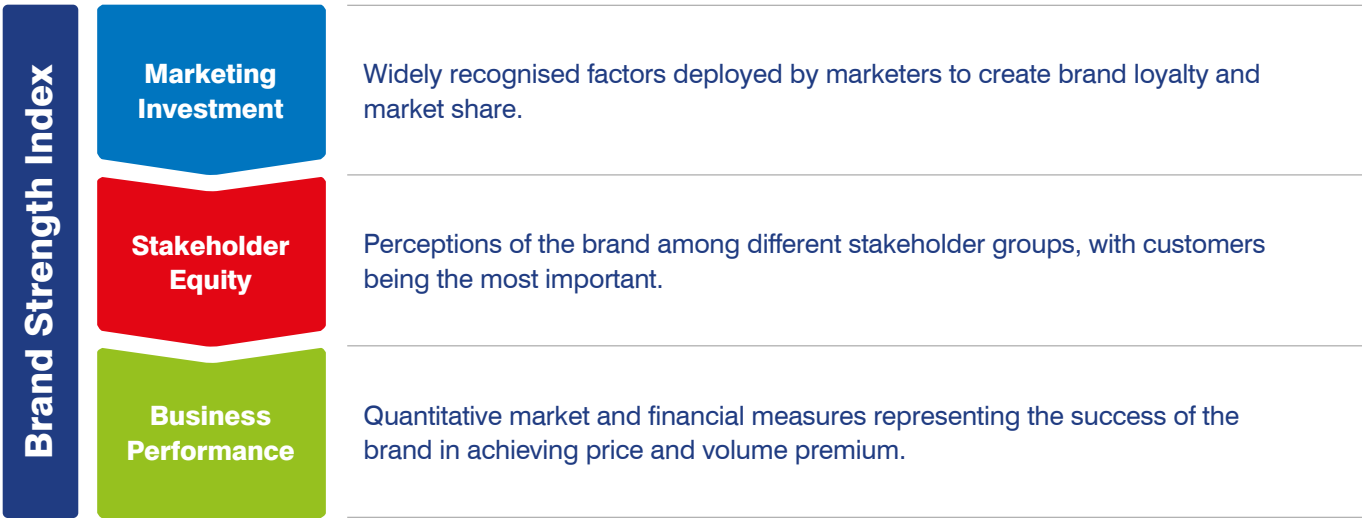 Brand Strength Index
Marketing
Investment
Widely recognised factors deployed by marketers to create brand loyalty and
market share.
Stakeholder
Equity
Perceptions of the brand among different stakeholder groups, with customers
being the most important.
Business
Performance
Quantitative market and financial measures representing the success of the
brand in achieving price and volume premium.